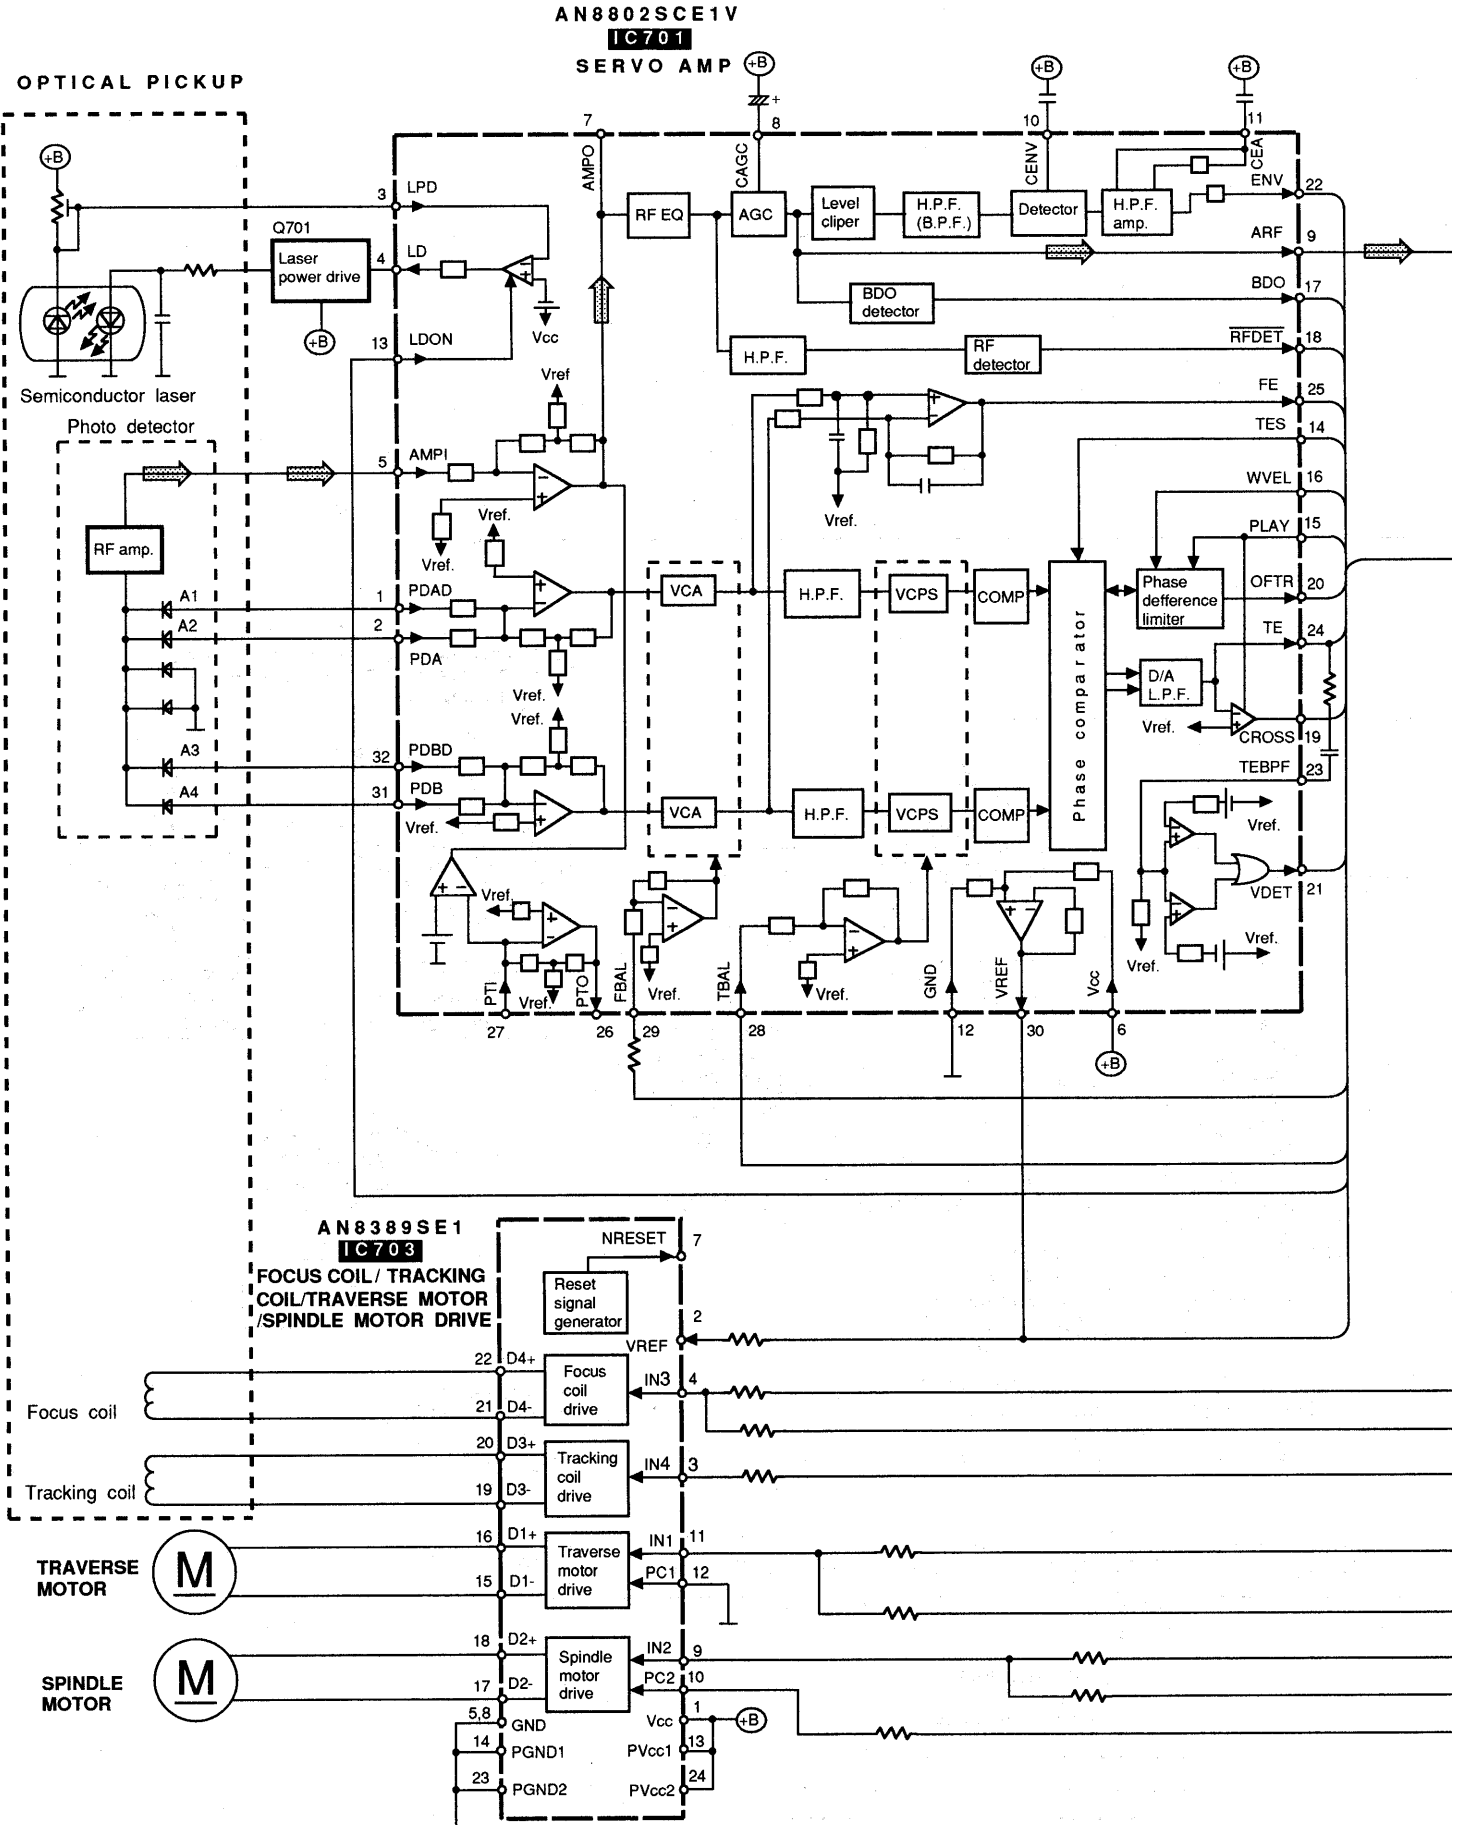 AN8802SCE1V
IC701
SERVO AMP
OPTICAL PICKUP
+B
+B
+B
+B
7
8
10
11
AMPO
CAGC
CENV
CEA
3
LPD
Q701
Laser
power drive
4
LD
+B
Vcc
13
LDON
Semiconductor laser
RF EQ
AGC
Level
cliper
H.P.F.
(B.P.F.)
Detector
H.P.F.
amp.
ENV
22
ARF
9
BDO
detector
BDO
17
H.P.F.
RF
detector
RFDET
18
FE
25
TES
14
WVEL
16
PLAY
15
OFTR
20
TE
24
CROSS
19
TEBPF
23
VDET
21
Photo detector
RF amp.
A1
A2
A3
A4
5
AMPI
Vref
Vref.
Vref.
Vref.
1
PDAD
2
PDA
Vref.
Vref.
32
PDBD
31
PDB
Vref.
VCA
H.P.F.
VCPS
COMP
VCA
H.P.F.
VCPS
COMP
Phase comparator
Phase
defference
limiter
D/A
L.P.F.
Vref.
Vref.
Vref.
Vref.
Vref.
Vref.
Vref.
Vref.
PTI
PTO
FBAL
TBAL
GND
VREF
Vcc
27
26
29
28
12
30
6
+B
AN8389SE1
IC703
FOCUS COIL/ TRACKING
COIL/TRAVERSE MOTOR
/SPINDLE MOTOR DRIVE
NRESET
7
Reset
signal
generator
2
VREF
22
D4+
Focus
coil
drive
IN3
4
21
D4-
Focus coil
20
D3+
Tracking
coil
drive
IN4
3
19
D3-
Tracking coil
TRAVERSE
MOTOR
M
16
D1+
Traverse
motor
drive
IN1
11
PC1
12
15
D1-
SPINDLE
MOTOR
M
18
D2+
Spindle
motor
drive
IN2
9
PC2
10
17
D2-
5,8
GND
Vcc
1
+B
14
PGND1
PVcc1
13
23
PGND2
PVcc2
24